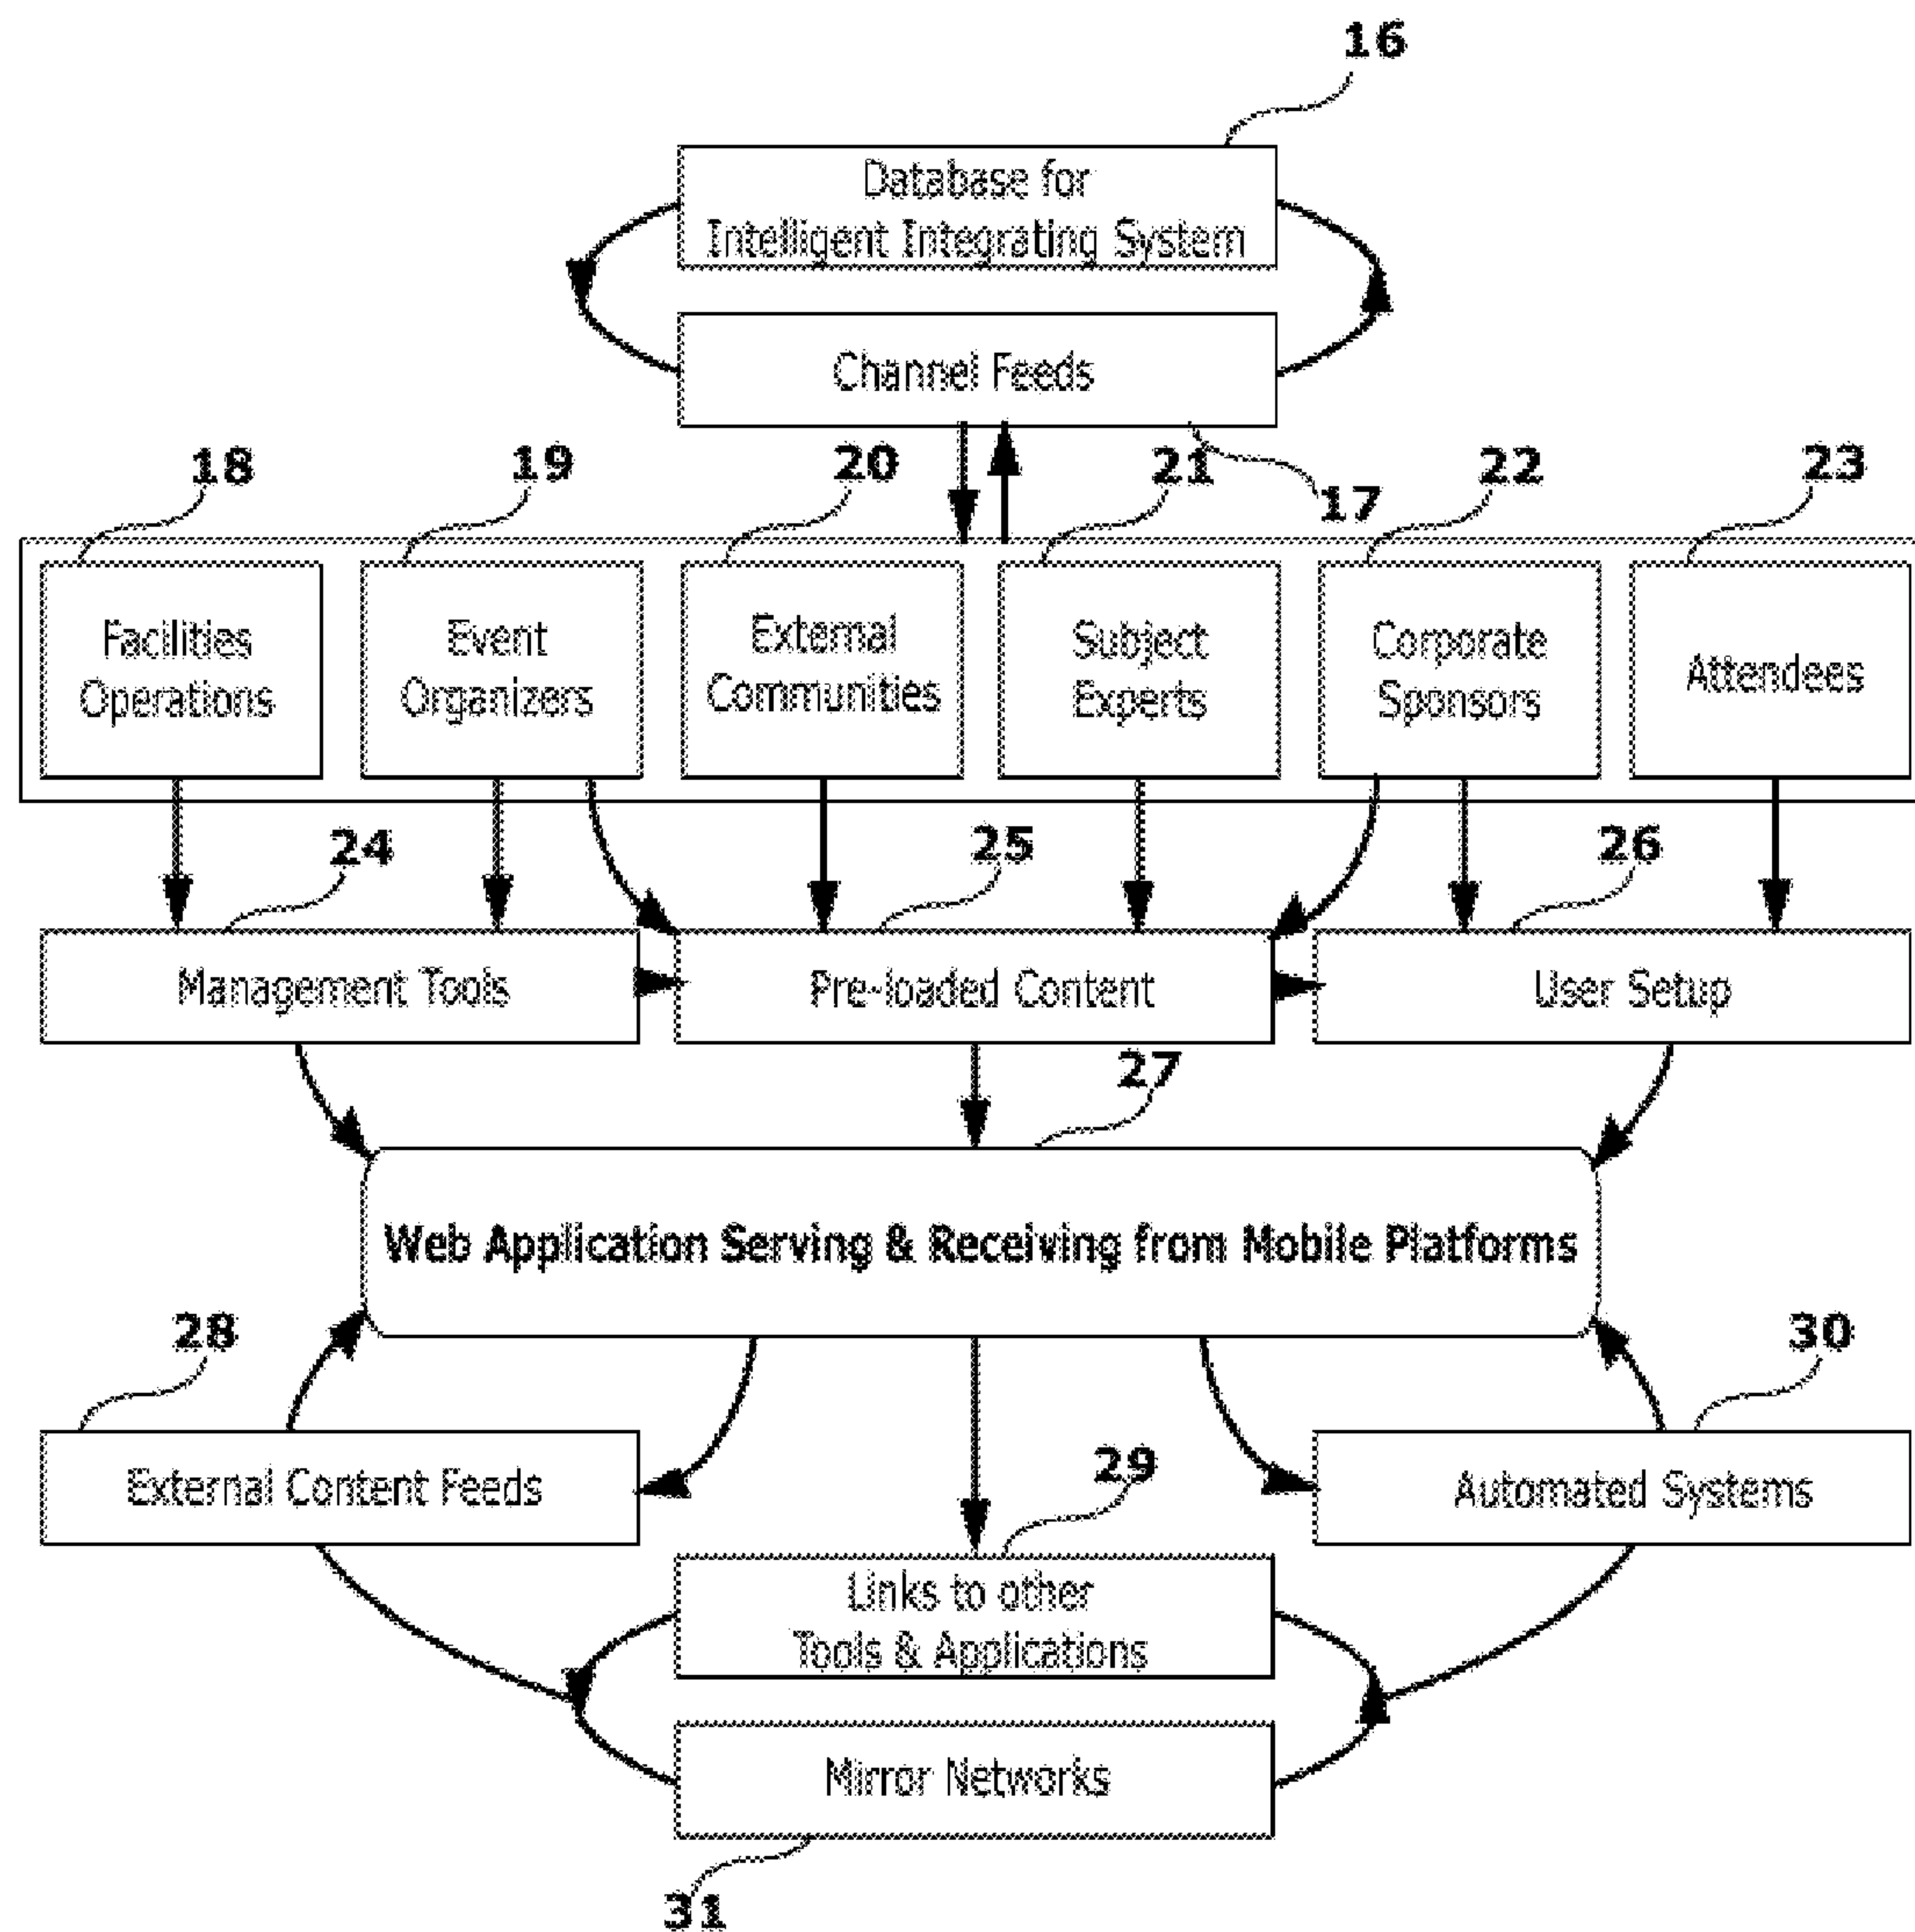 16
Database for
Intelligent Integrating System
Channel Feeds
17
18
19
20
21
22
23
Facilities
Operations
Event
Organizers
External
Communities
Subject
Experts
Corporate
Sponsors
Attendees
24
25
26
Management Tools
Pre-loaded Content
User Setup
27
Web Application Serving & Receiving from Mobile Platforms
28
30
External Content Feeds
29
Automated Systems
Links to other
Tools & Applications
Mirror Networks
31